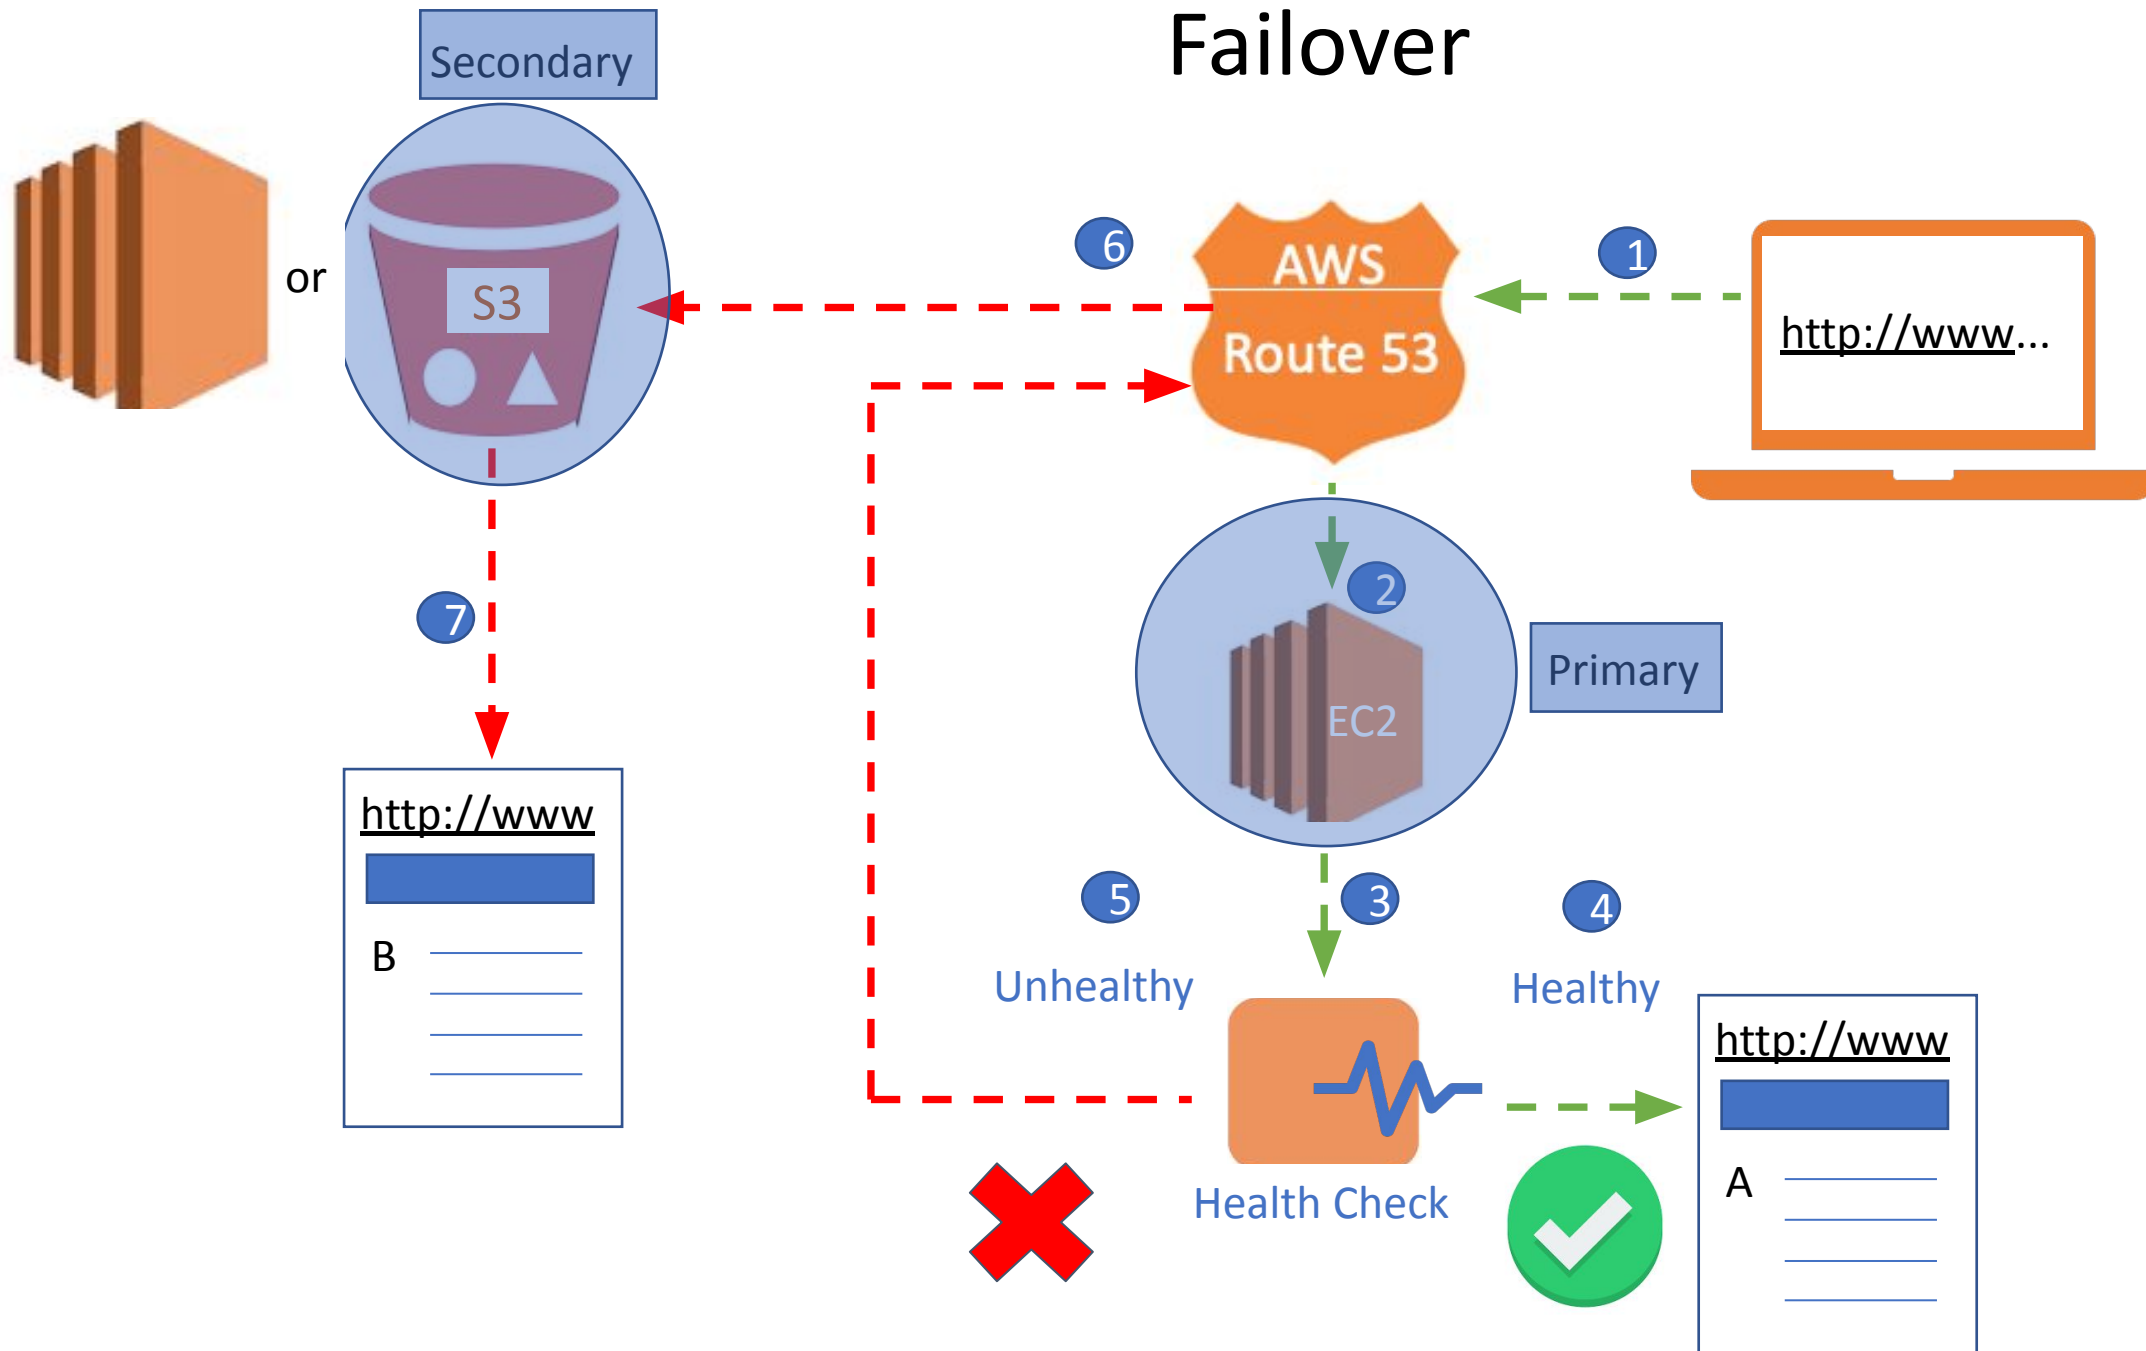 Failover
Secondary
or
S3
6
AWS
Route 53
1
http://www...
2
EC2
Primary
7
http://www
B
5
Unhealthy
3
4
Healthy
Health Check
http://www
A